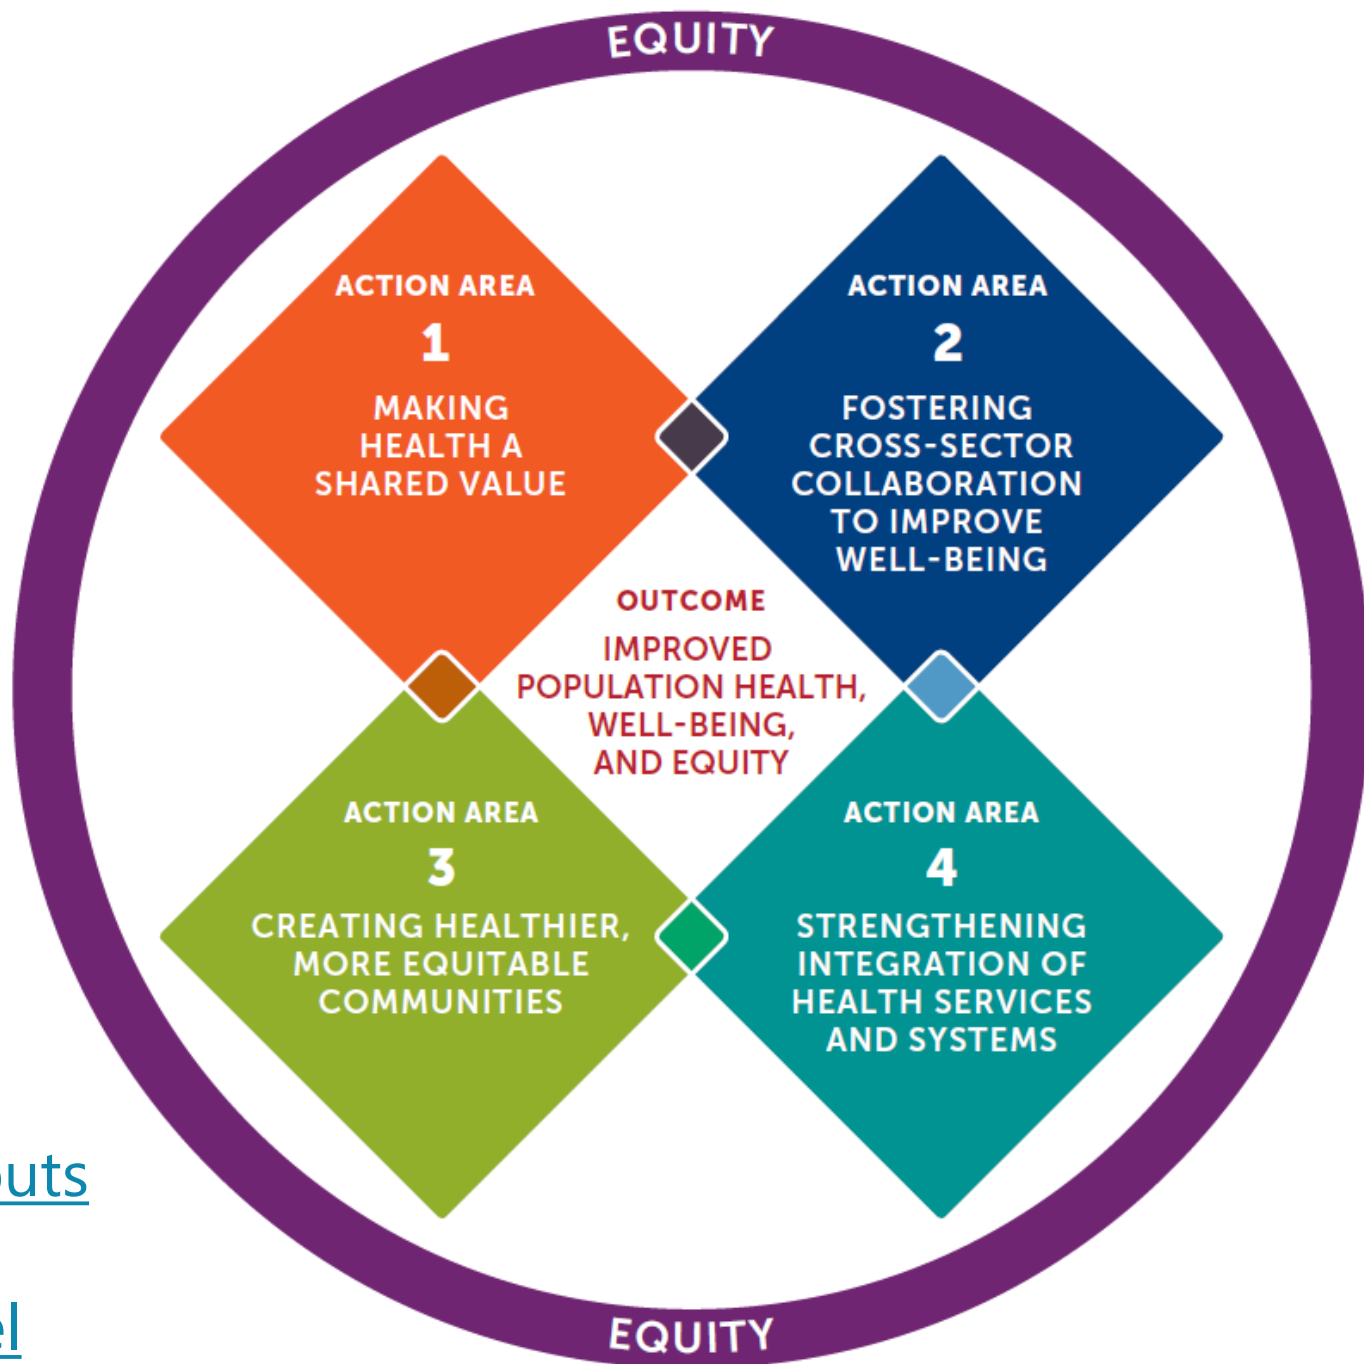 EQUITY
ACTION AREA
1
MAKING
HEALTH A
SHARED VALUE
ACTION AREA
2
FOSTERING
CROSS-SECTOR
COLLABORATION
TO IMPROVE
WELL-BEING
OUTCOME
IMPROVED
POPULATION HEALTH,
WELL-BEING,
AND EQUITY
ACTION AREA
3
CREATING HEALTHIER,
MORE EQUITABLE
COMMUNITIES
ACTION AREA
4
STRENGTHENING
INTEGRATION OF
HEALTH SERVICES
AND SYSTEMS
EQUITY